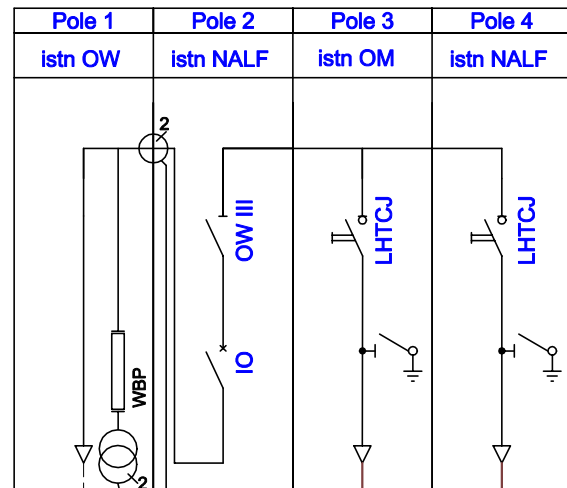 Pole 1
Pole 2
Pole 3
Pole 4
istn OW
istn NALF
istn OM
istn NALF
2
OW III
LHTCJ
LHTCJ
IO
WBP
2